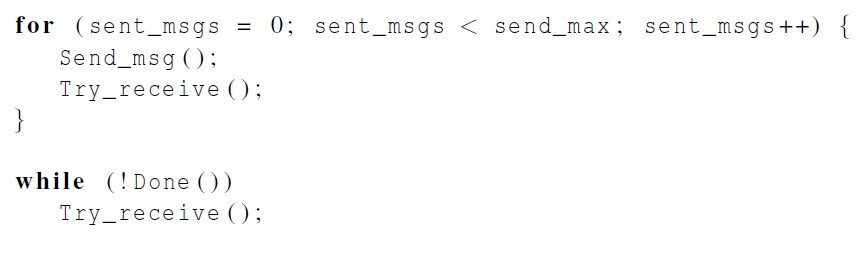 for (sent_msgs = 0; sent_msgs < send_max; sent_msgs++) {
   Send_msg();
   Try_receive();
}

while (!Done())
   Try_receive();